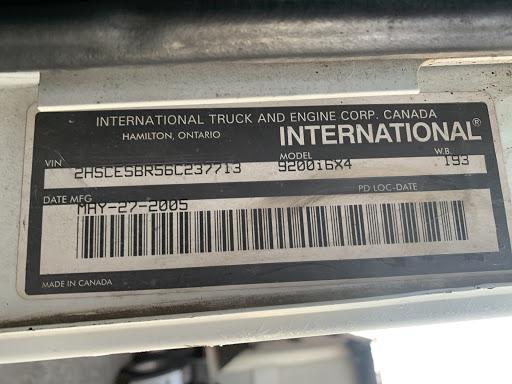 INTERNATIONAL TRUCK AND ENGINE CORP. CANADA
HAMILTON, ONTARIO
INTERNATIONAL®
VIN MODEL W.B.
2HSCESBR56C237713 920016X4 193
DATE MFG PD LOC-DATE
MAY-27-2005
MADE IN CANADA